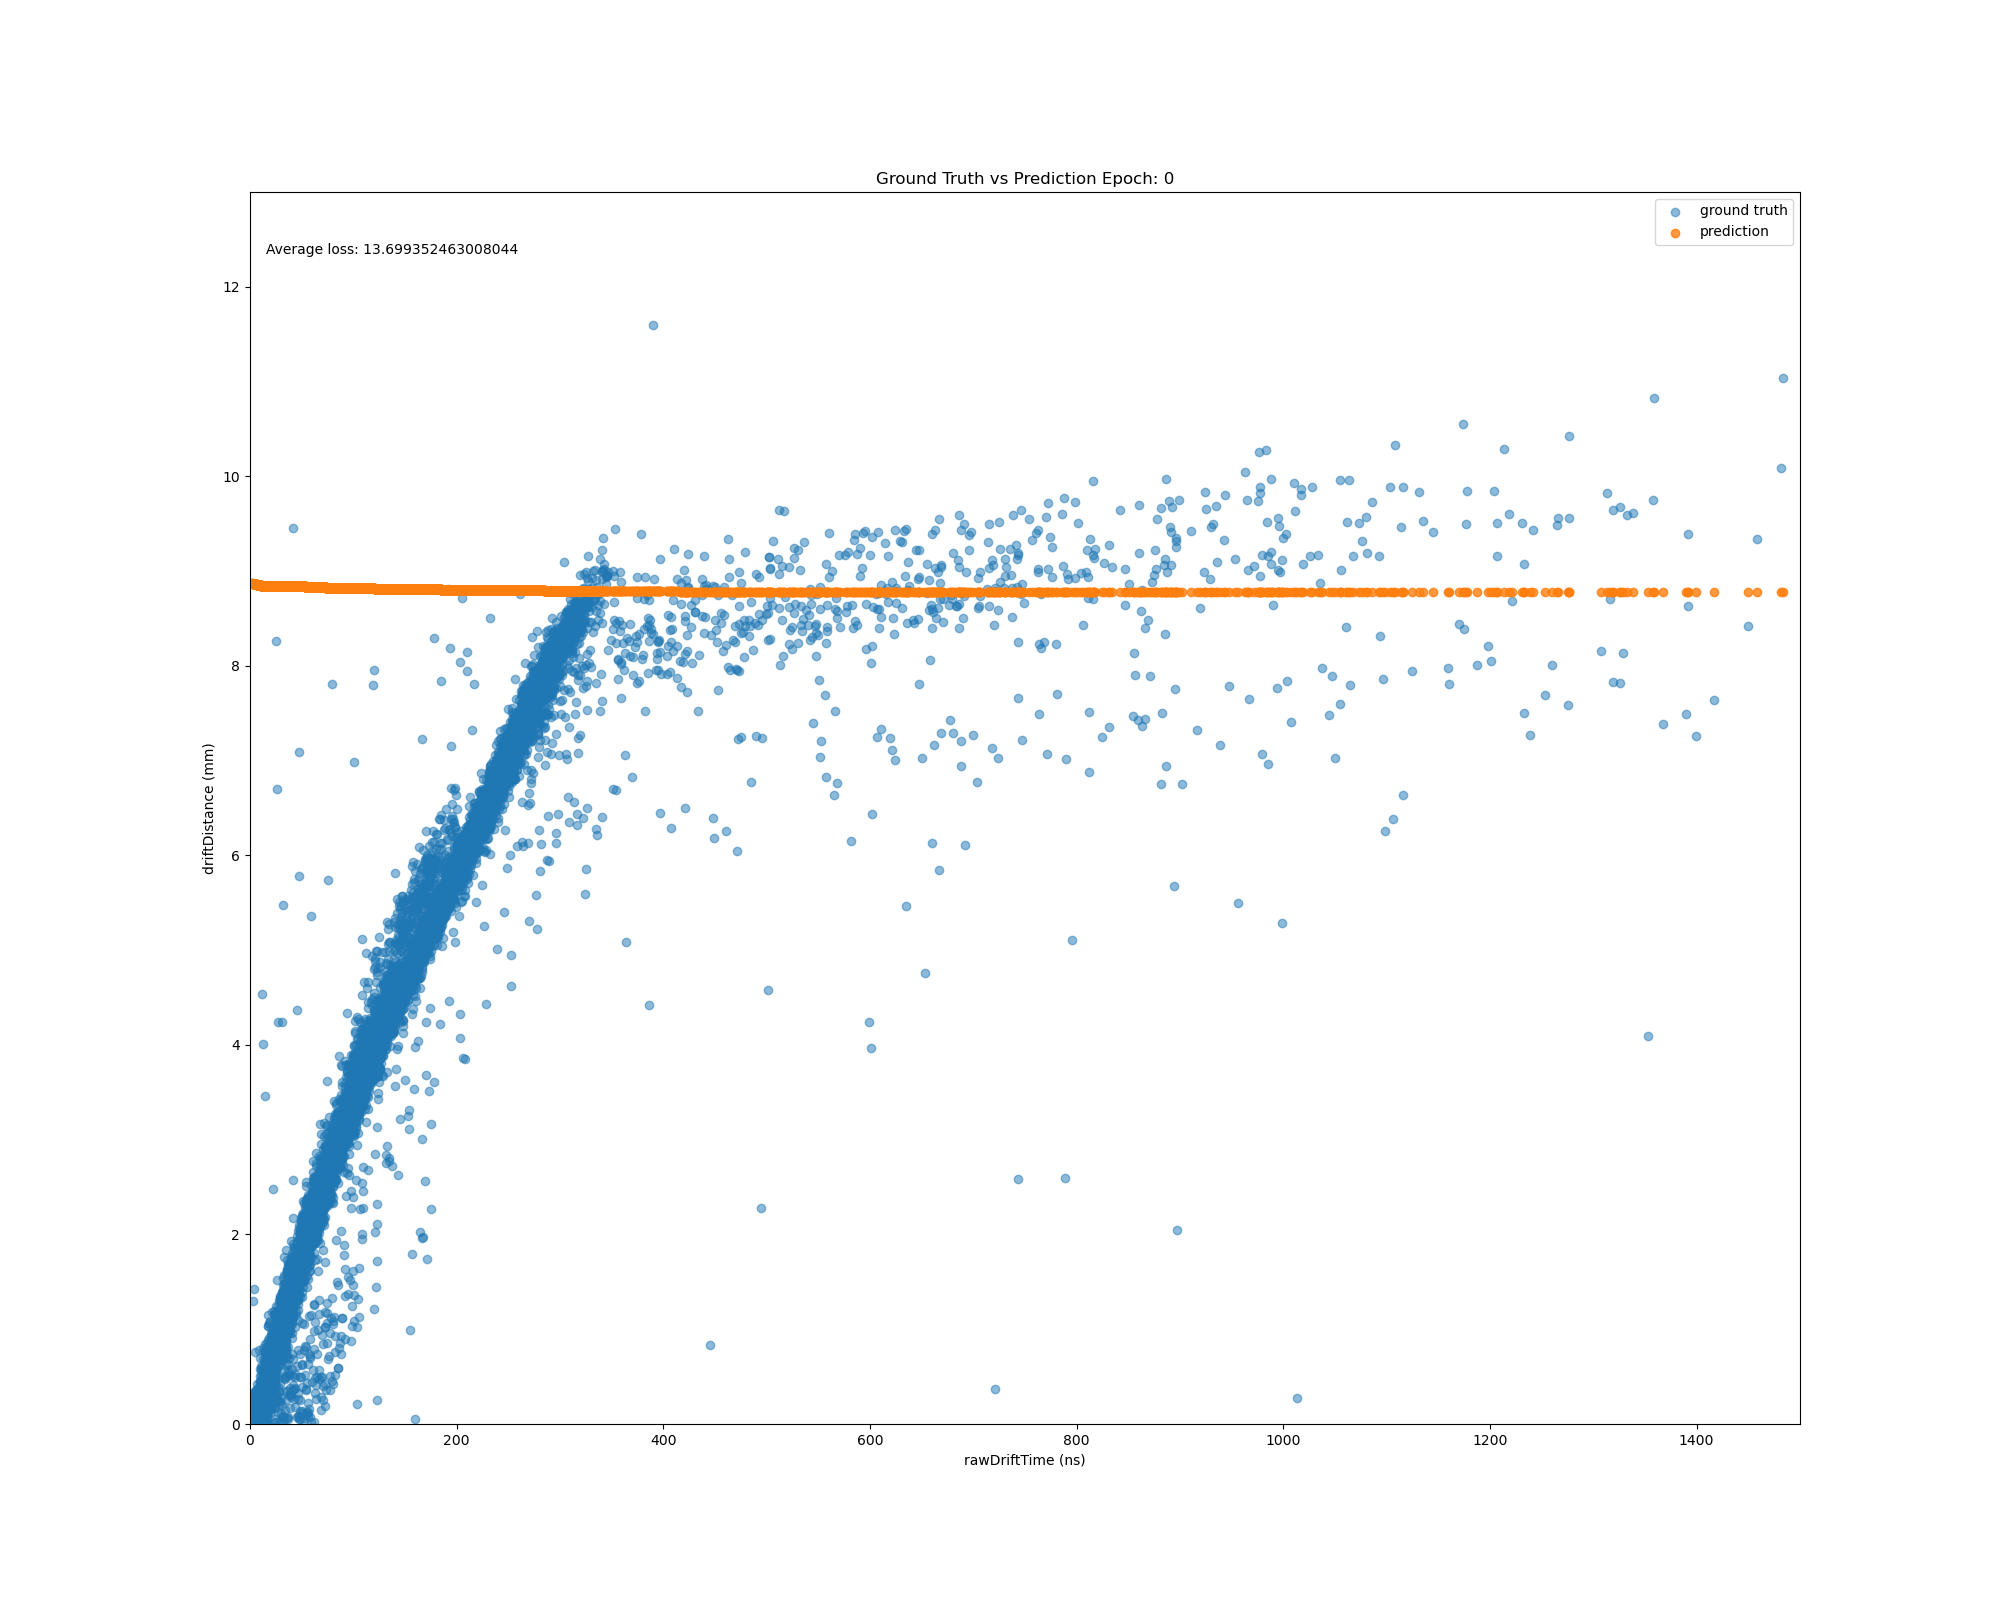 Ground Truth vs Prediction Epoch: 0
ground truth
prediction
Average loss: 13.699352463008044
driftDistance (mm)
12
10
8
6
4
2
0
0 200 400 600 800 1000 1200 1400
rawDriftTime (ns)